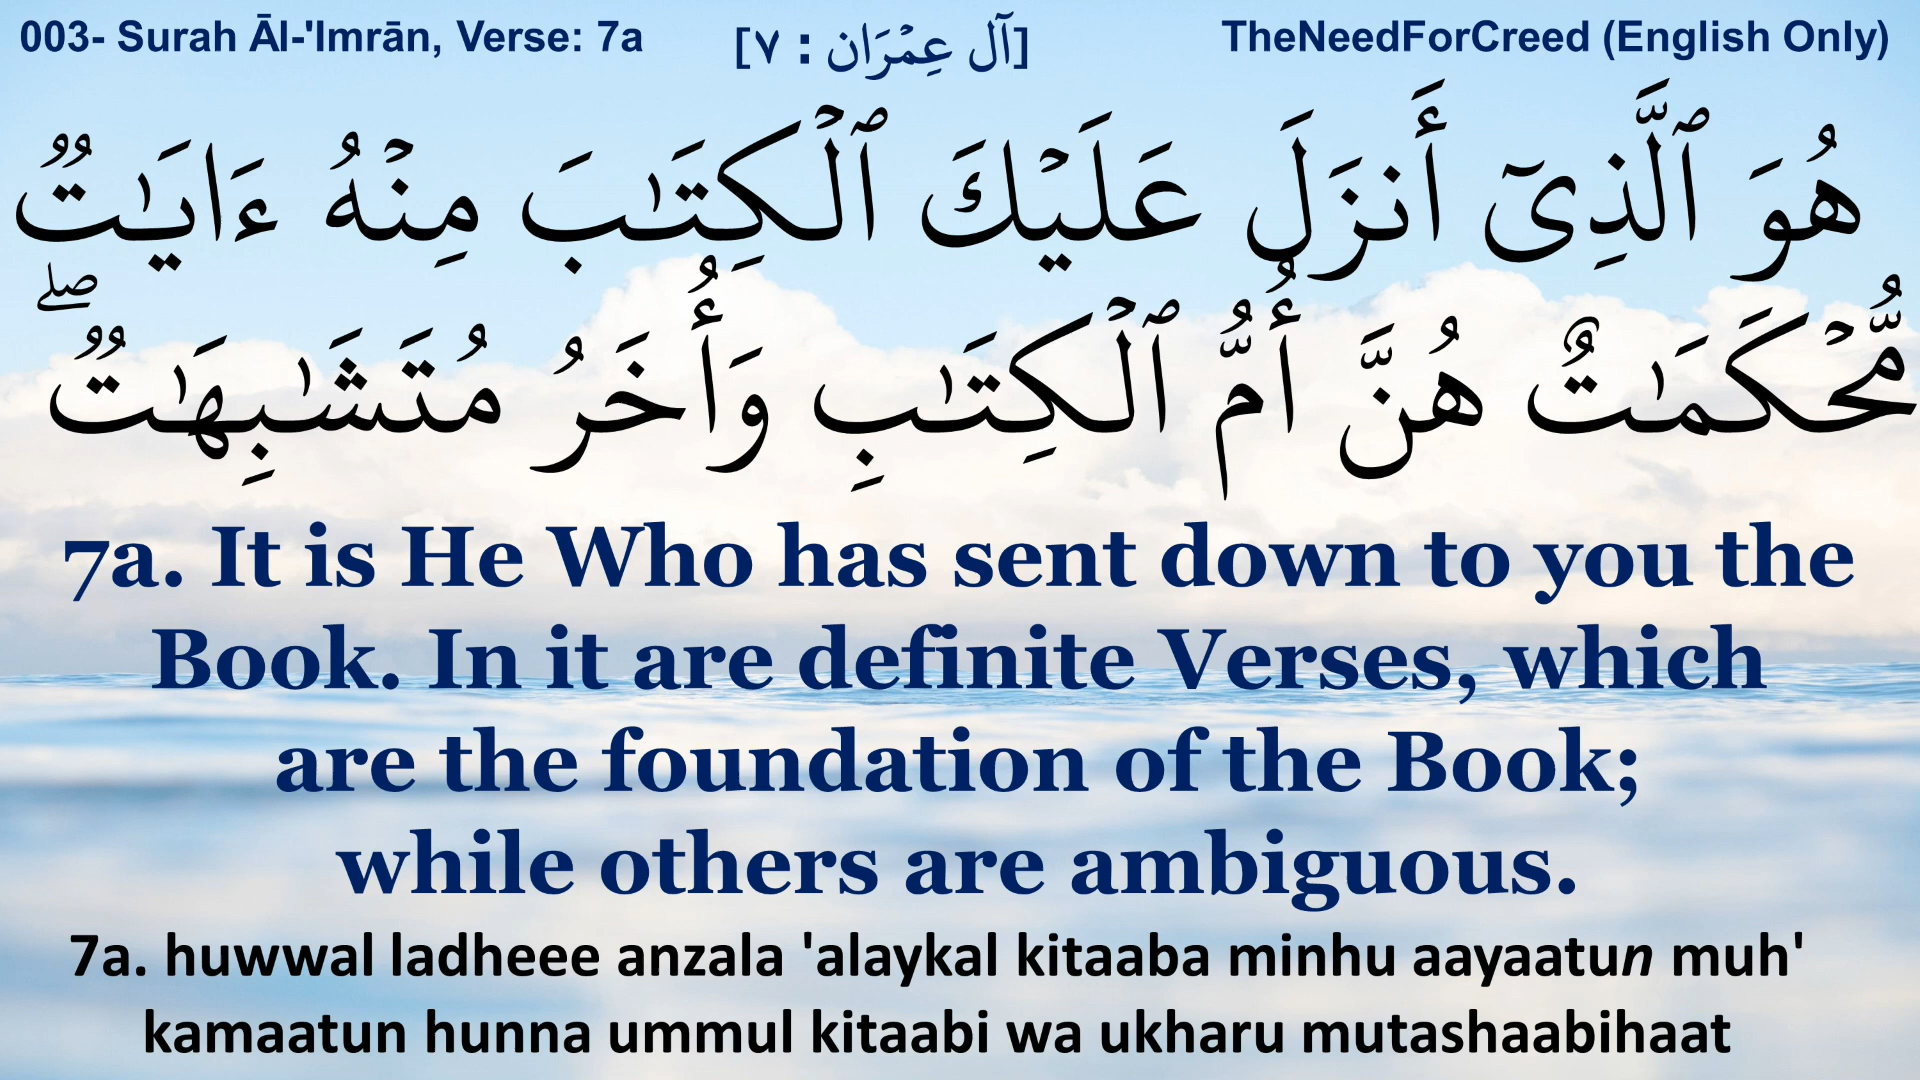 003- Surah Āl-'Imrān, Verse: 7a
[آل عِمۡرَان : ٧]
TheNeedForCreed (English Only)
هُوَ ٱلَّذِىٓ أَنزَلَ عَلَيۡكَ ٱلۡكِتَٰبَ مِنۡهُ ءَايَٰتٞ
مُّحۡكَمَٰتٌ هُنَّ أُمُّ ٱلۡكِتَٰبِ وَأُخَرُ مُتَشَٰبِهَٰتٞۖ
7a. It is He Who has sent down to you the
Book. In it are definite Verses, which
are the foundation of the Book;
while others are ambiguous.
7a. huwwal ladheee anzala 'alaykal kitaaba minhu aayaatun muh'
kamaatun hunna ummul kitaabi wa ukharu mutashaabihaat